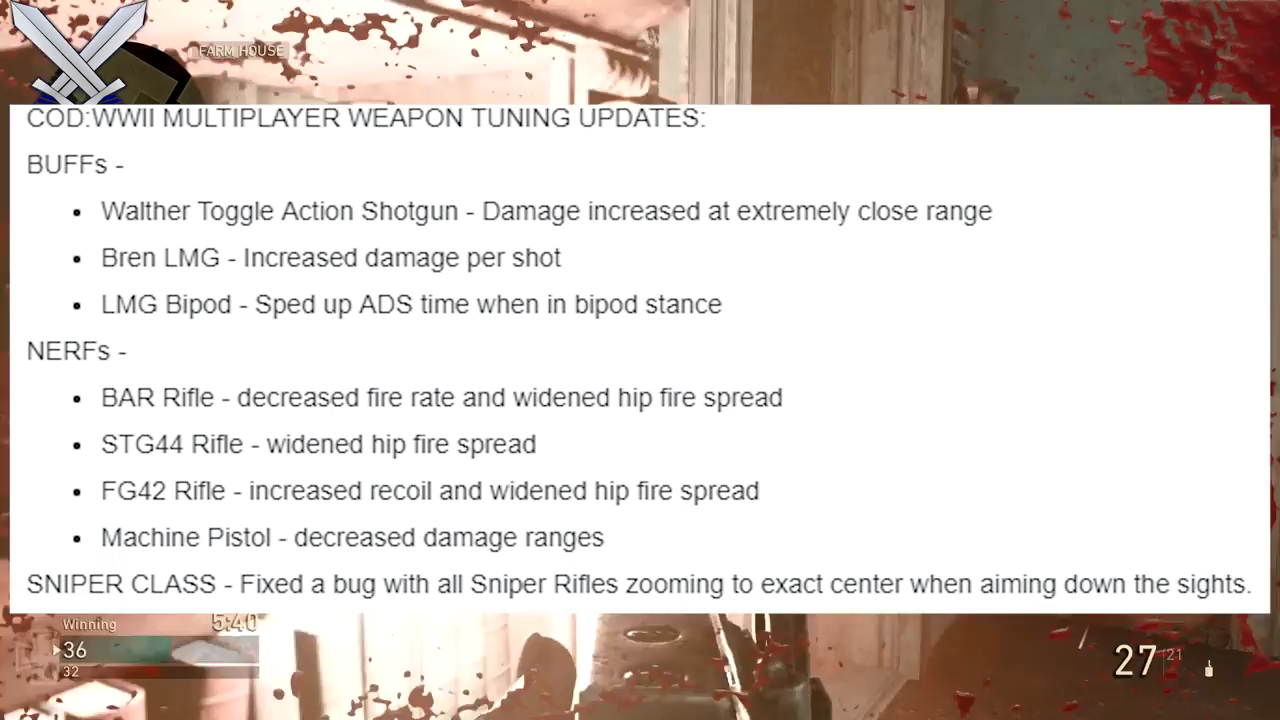 FARM HOUSE
COD:WWII MULTIPLAYER WEAPON TUNING UPDATES:
BUFFs -
• Walther Toggle Action Shotgun - Damage increased at extremely close range
• Bren LMG - Increased damage per shot
• LMG Bipod - Sped up ADS time when in bipod stance
NERFs -
• BAR Rifle - decreased fire rate and widened hip fire spread
• STG44 Rifle - widened hip fire spread
• FG42 Rifle - increased recoil and widened hip fire spread
• Machine Pistol - decreased damage ranges
SNIPER CLASS - Fixed a bug with all Sniper Rifles zooming to exact center when aiming down the sights.
Winning 5:40
36
32
27 21